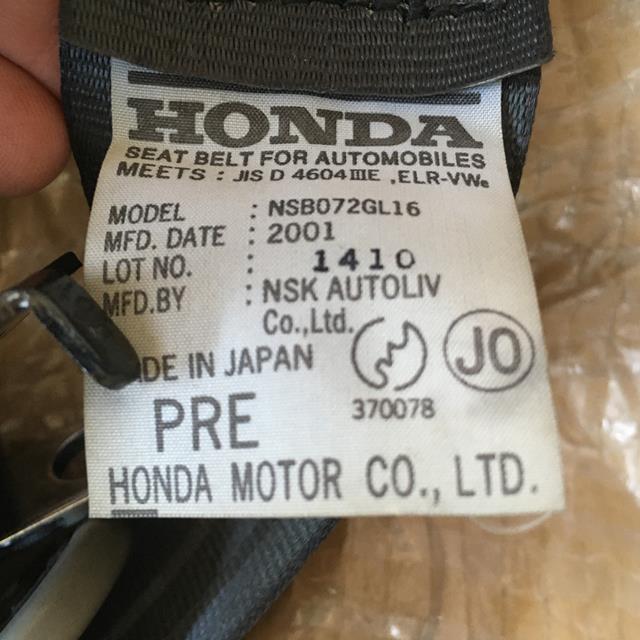 HONDA
SEAT BELT FOR AUTOMOBILES
MEETS : JIS D 4604ⅢE ,ELR-VWe
MODEL : NSB072GL16
MFD. DATE : 2001
LOT NO. : 1410
MFD.BY : NSK AUTOLIV
Co.,Ltd.
IN JAPAN
JO
370078
PRE
HONDA MOTOR CO., LTD.